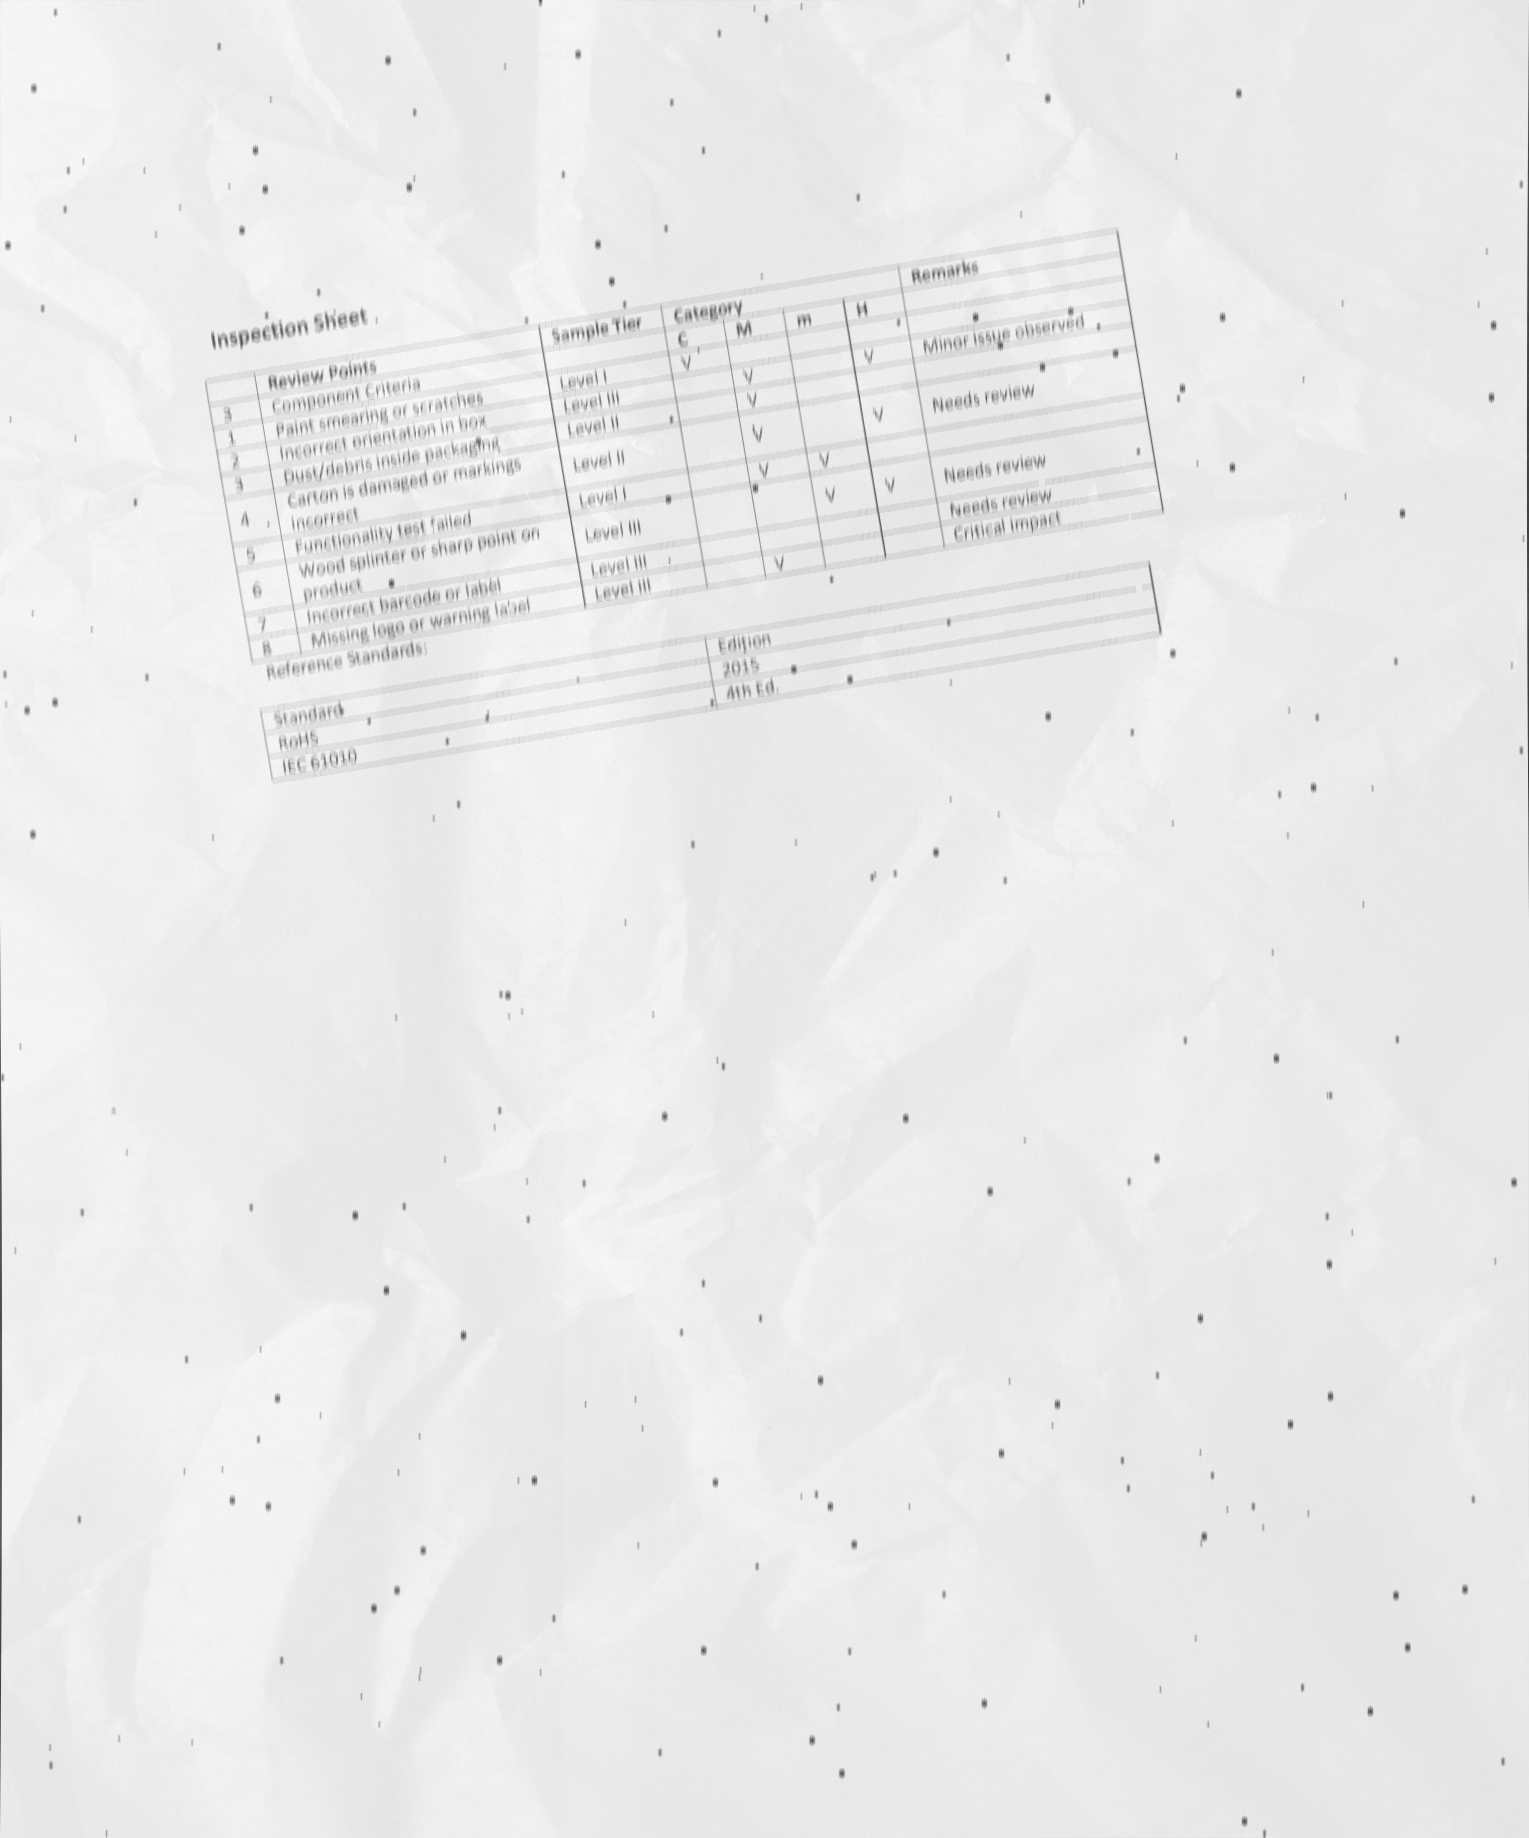 Inspection Sheet
Review Points Sample Tier Category Remarks
3 Component Criteria C M m H
1 Paint smearing or scratches Level I V
2 Incorrect orientation in box Level III V V Minor issue observed
3 Dust/debris inside packaging Level II V
4 Carton is damaged or markings Level II V V Needs review
incorrect
5 Functionality test failed Level I V V
6 Wood splinter or sharp point on Level III V V Needs review
product
7 Incorrect barcode or label Level III Needs review
8 Missing logo or warning label Level III V Critical impact
Reference Standards:
Standard Edition
RoHS 2015
IEC 61010 4th Ed.